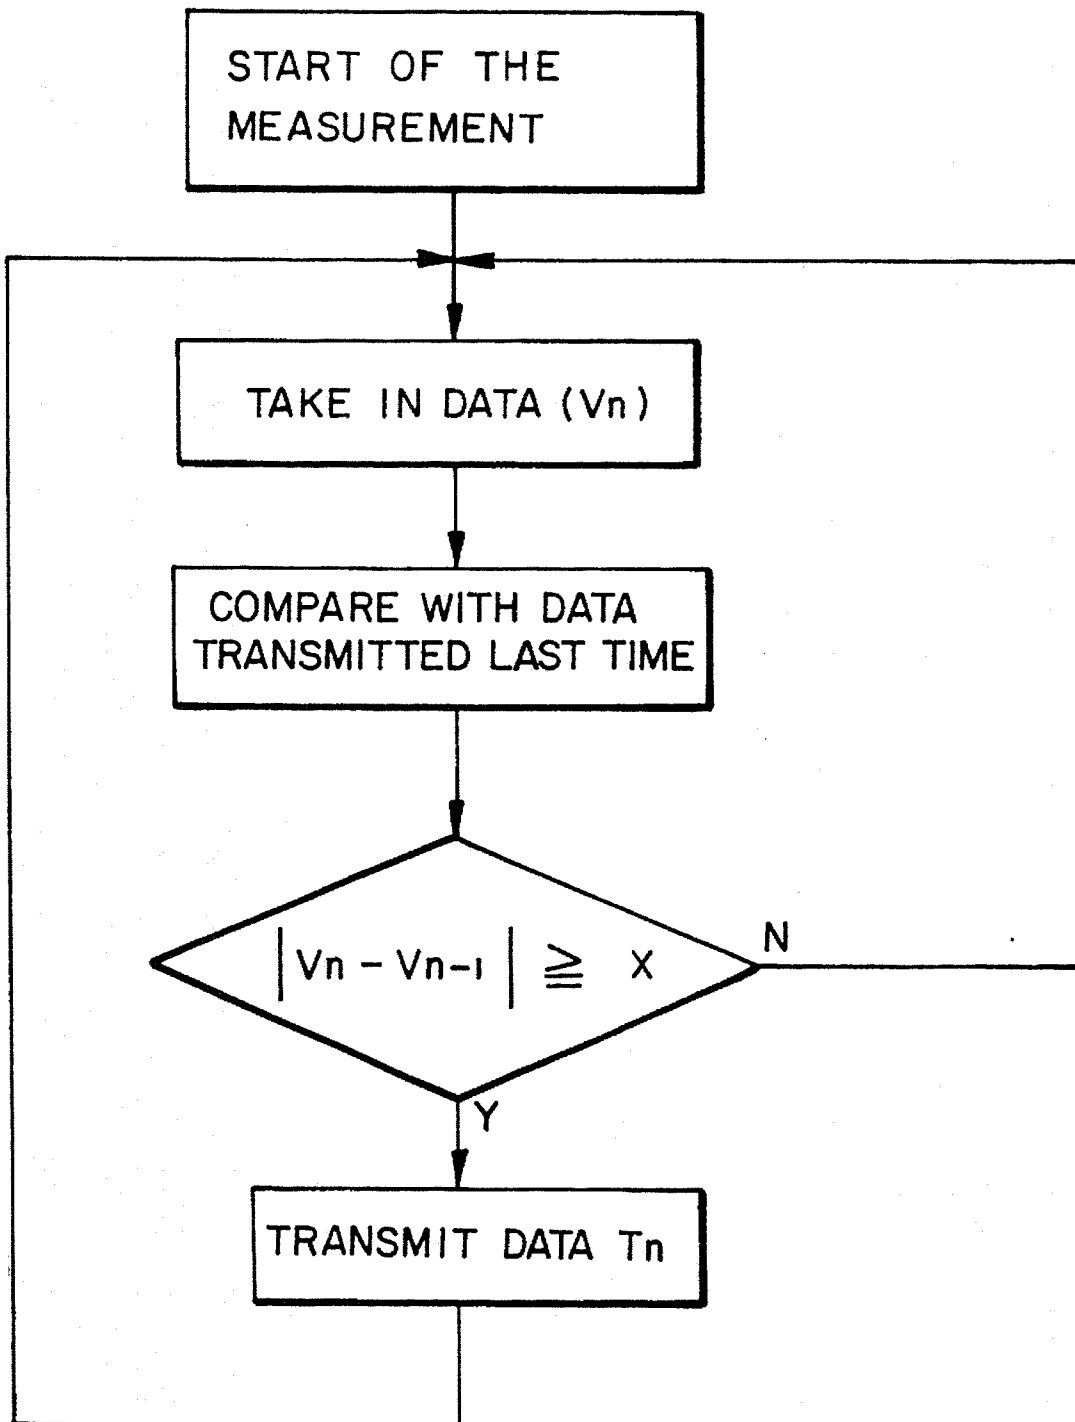 START OF THE
MEASUREMENT
TAKE IN DATA (Vn)
COMPARE WITH DATA
TRANSMITTED LAST TIME
|Vn - Vn-1| ≧ X
N
Y
TRANSMIT DATA Tn